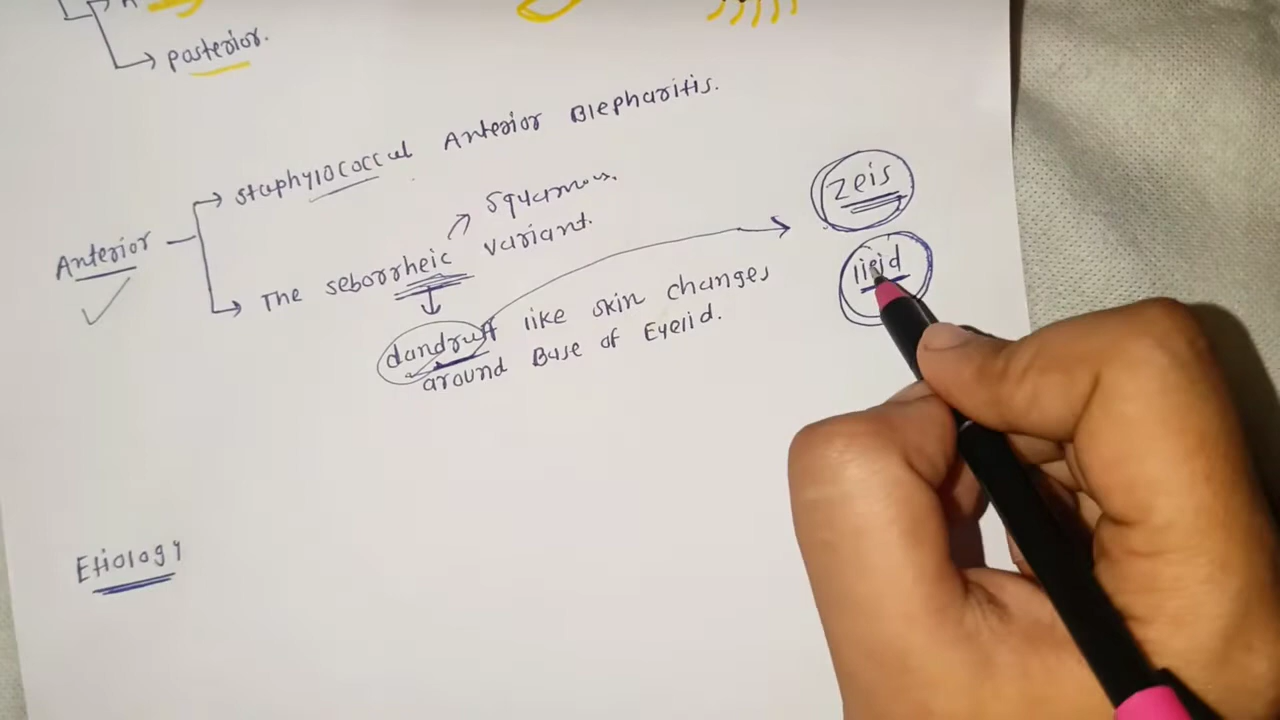 posterior.
Staphylococcal Anterior Blepharitis.
Anterior
The seborrheic
squamous
variant.
dandruff like skin changes
around Base of Eyelid.
zeis
Etiology